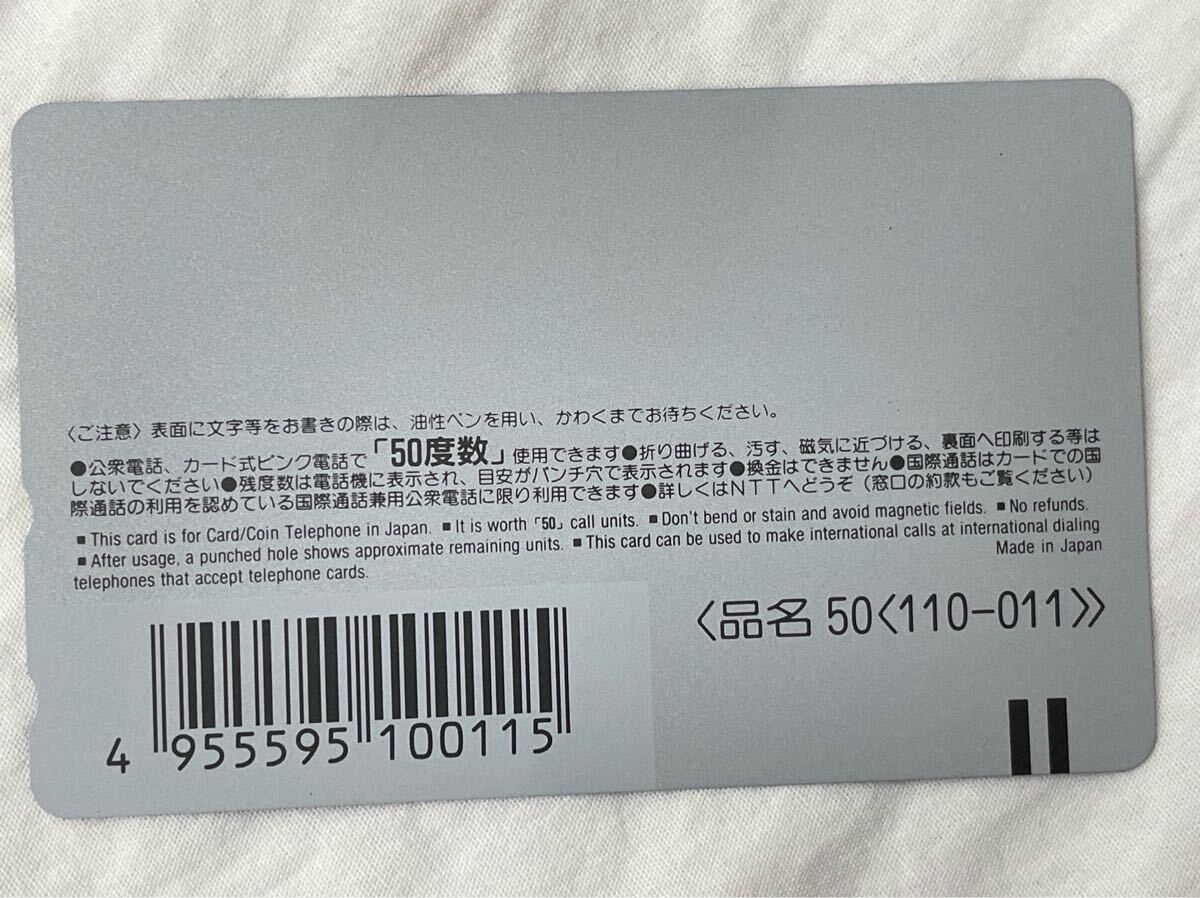 〈ご注意〉表面に文字等をお書きの際は、油性ペンを用い、かわくまでお待ちください。
●公衆電話、カード式ピンク電話で「50度数」使用できます●折り曲げる、汚す、磁気に近づける、裏面へ印刷する等は
しないでください●残度数は電話機に表示され、目安がパンチ穴で表示されます●換金はできません●国際通話はカードでの国
際通話の利用を認めている国際通話兼用公衆電話に限り利用できます●詳しくはNTTへどうぞ（窓口の約款もご覧ください）
■ This card is for Card/Coin Telephone in Japan. ■ It is worth「50」call units. ■ Don't bend or stain and avoid magnetic fields. ■ No refunds.
■ After usage, a punched hole shows approximate remaining units. ■ This card can be used to make international calls at international dialing
telephones that accept telephone cards.
Made in Japan
〈品名 50〈110-011〉〉
4 955595 100115